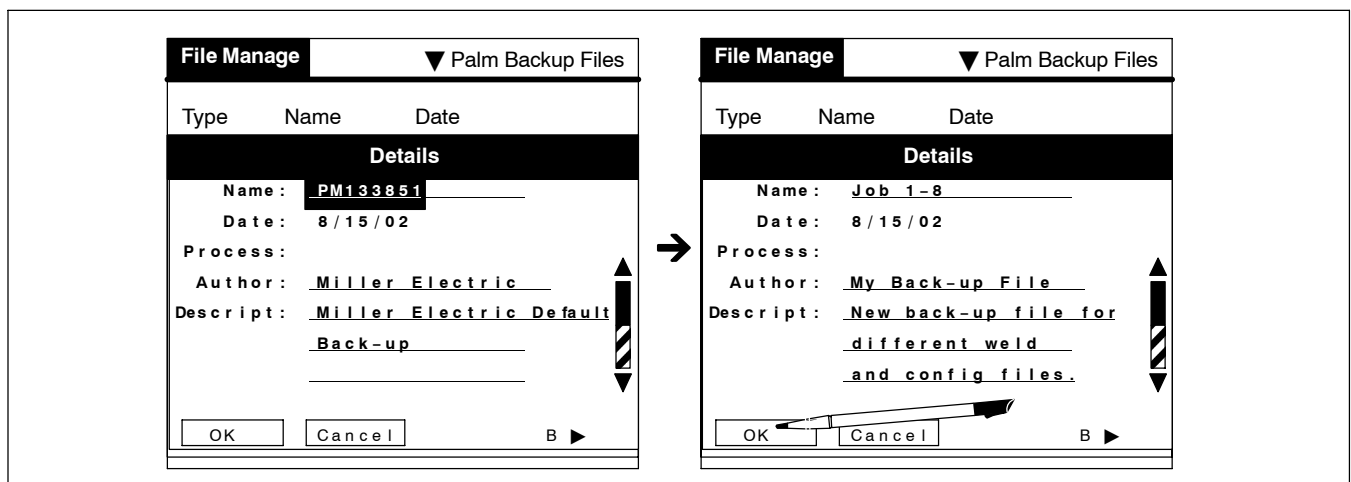 File Manage ▼ Palm Backup Files
Type Name Date
Details
Name: PM133851
Date: 8/15/02
Process:
Author: Miller Electric
Descript: Miller Electric Default
Back-up
OK Cancel B ▶
File Manage ▼ Palm Backup Files
Type Name Date
Details
Name: Job 1-8
Date: 8/15/02
Process:
Author: My Back-up File
Descript: New back-up file for
different weld
and config files.
OK Cancel B ▶